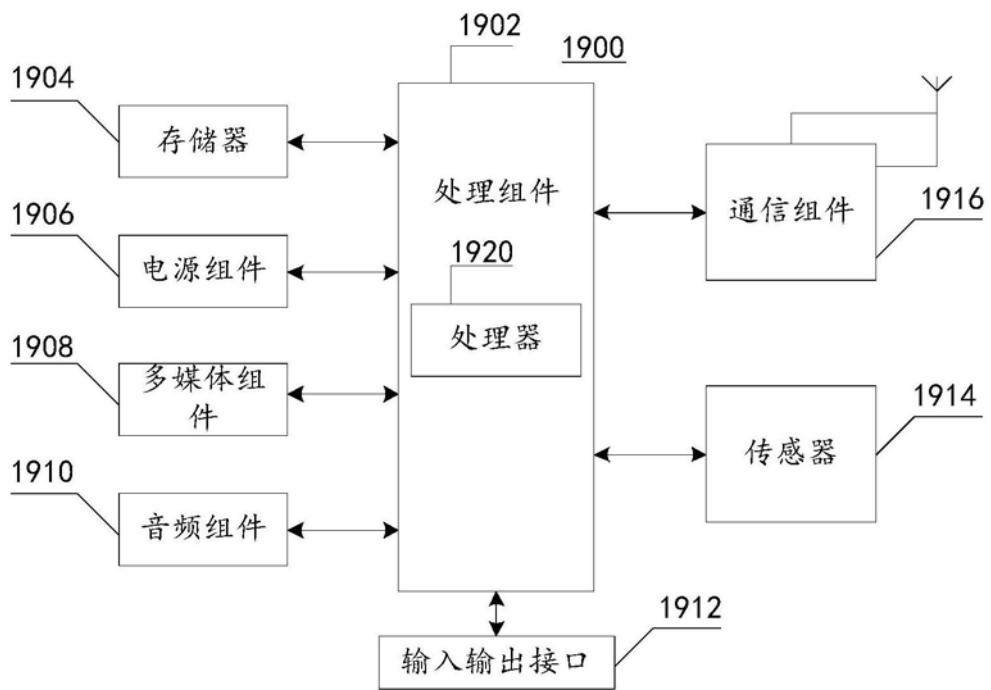 1902
1900
1904
存储器
处理组件
通信组件
1916
1906
电源组件
1920
处理器
1908
多媒体组
件
1914
传感器
1910
音频组件
1912
输入输出接口